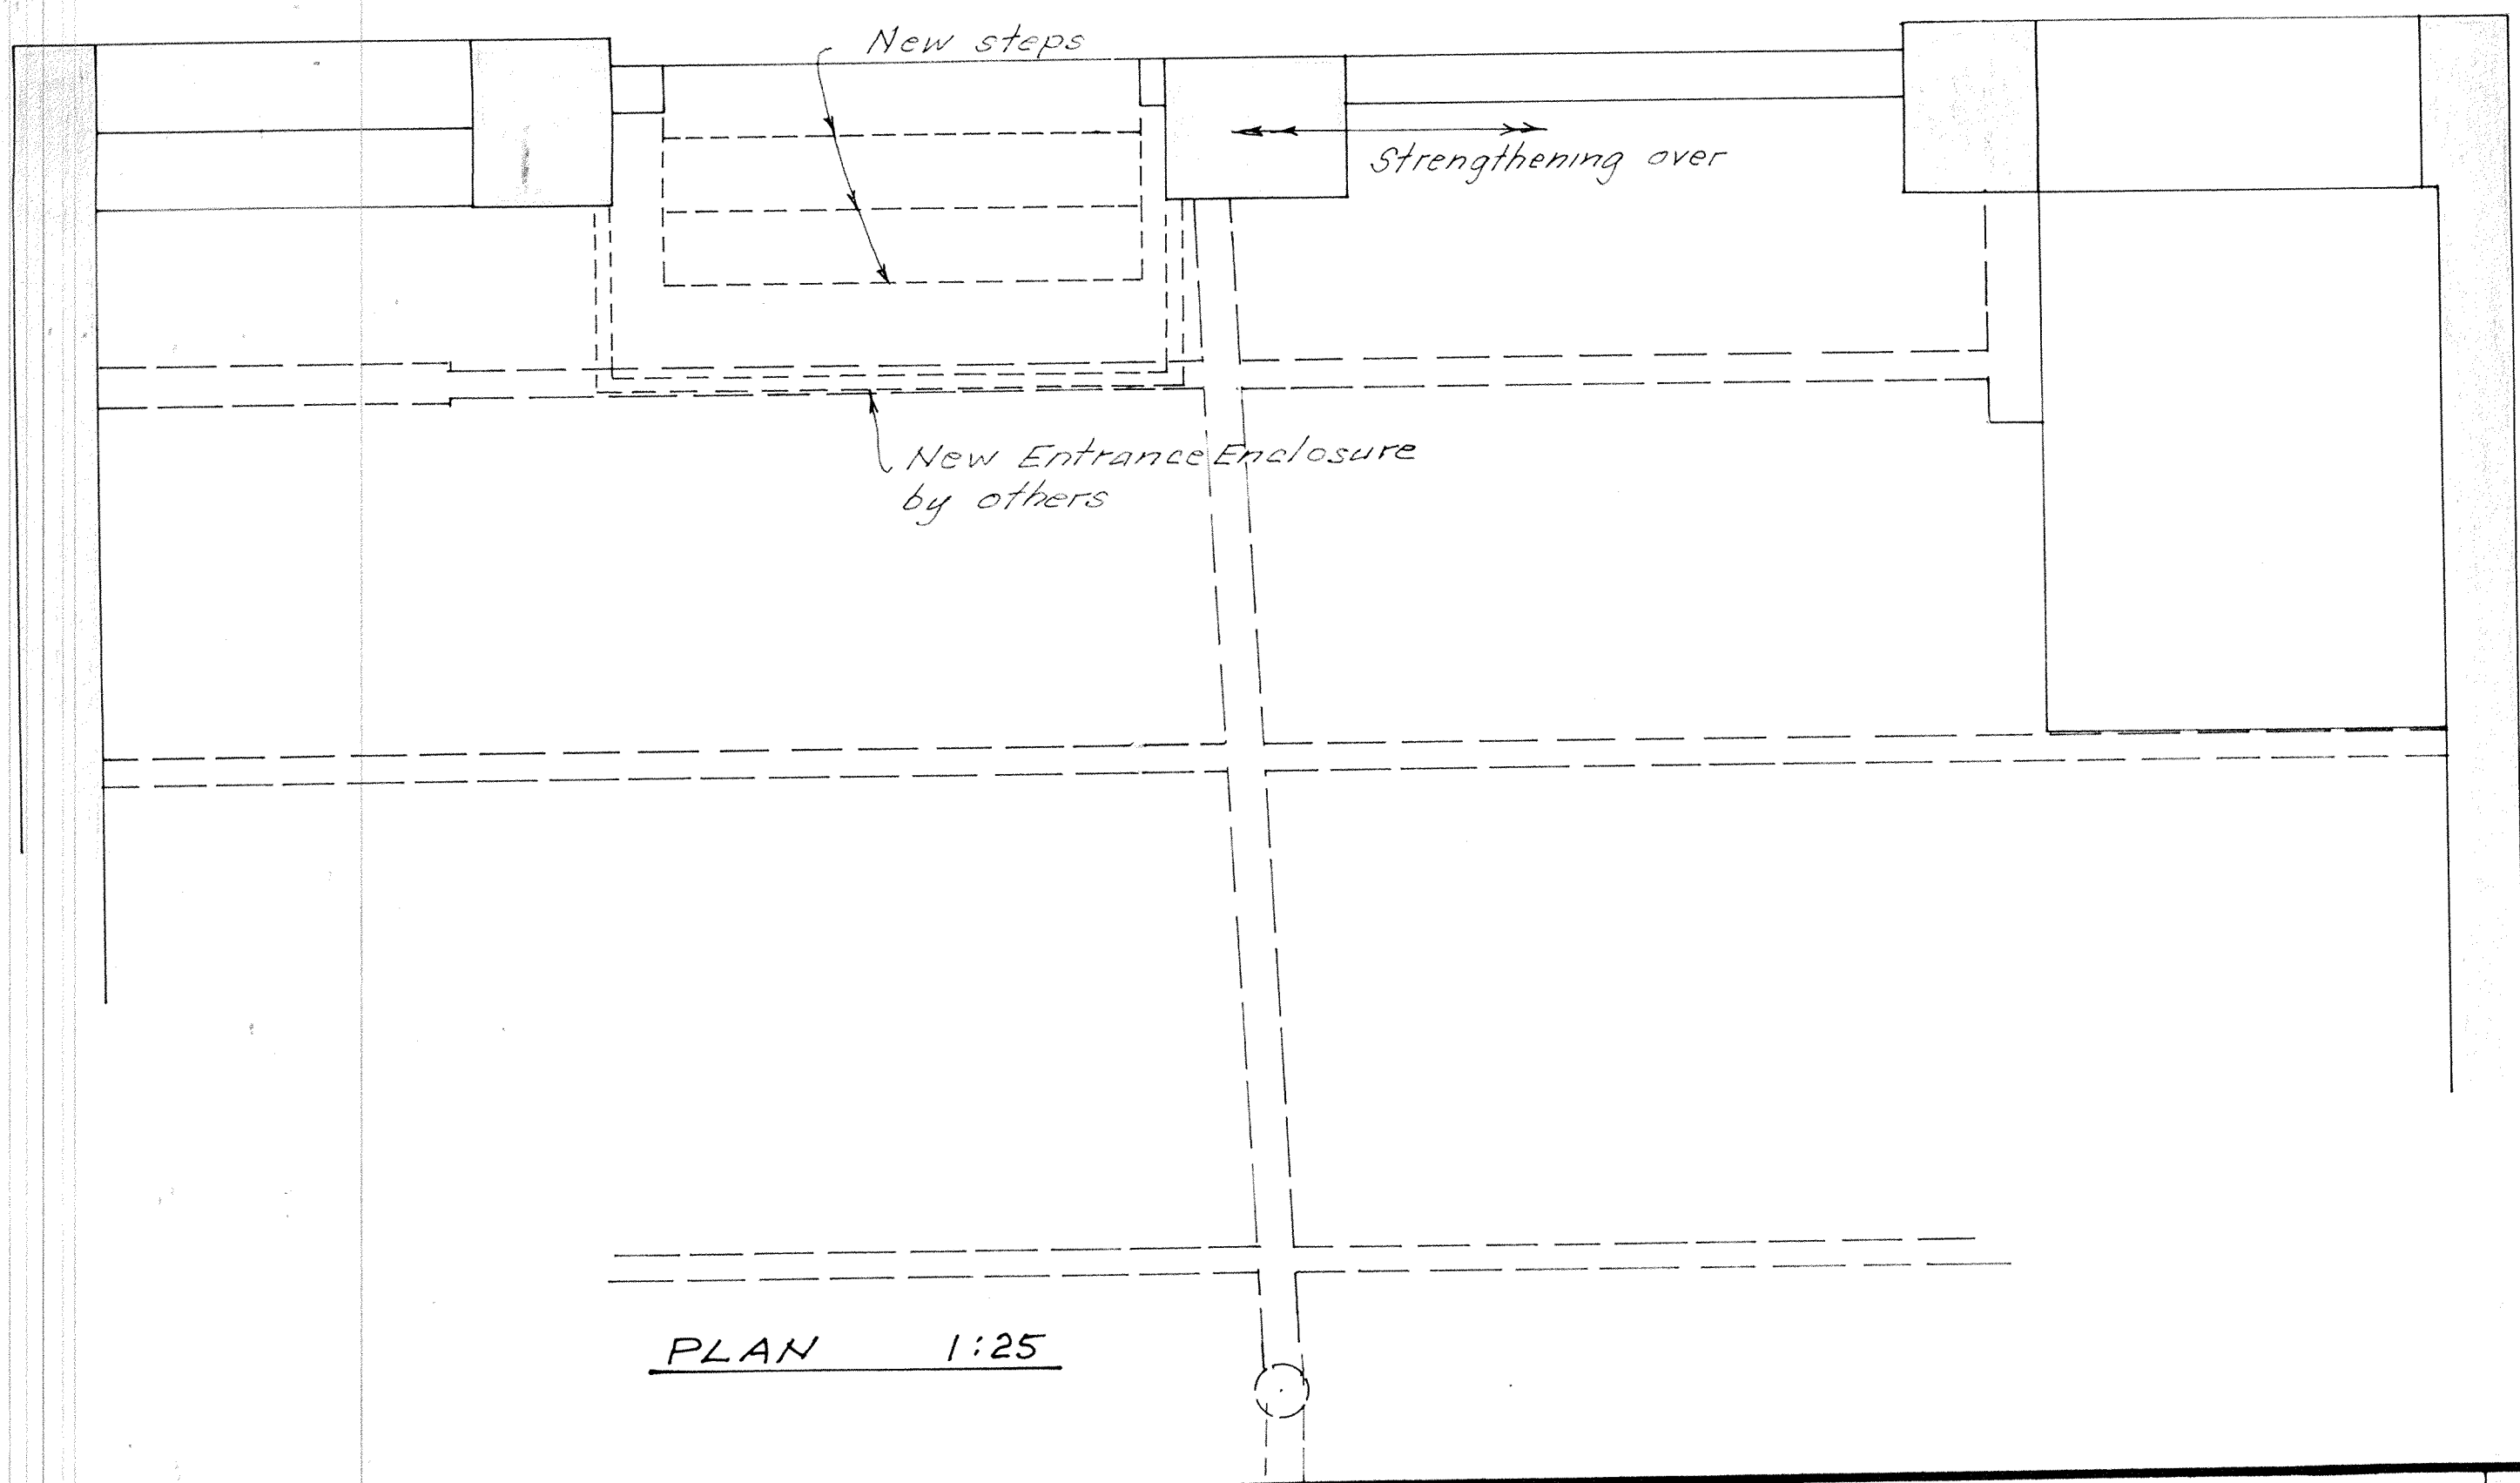 New steps
Strengthening over
New Entrance Enclosure
by others
PLAN 1:25